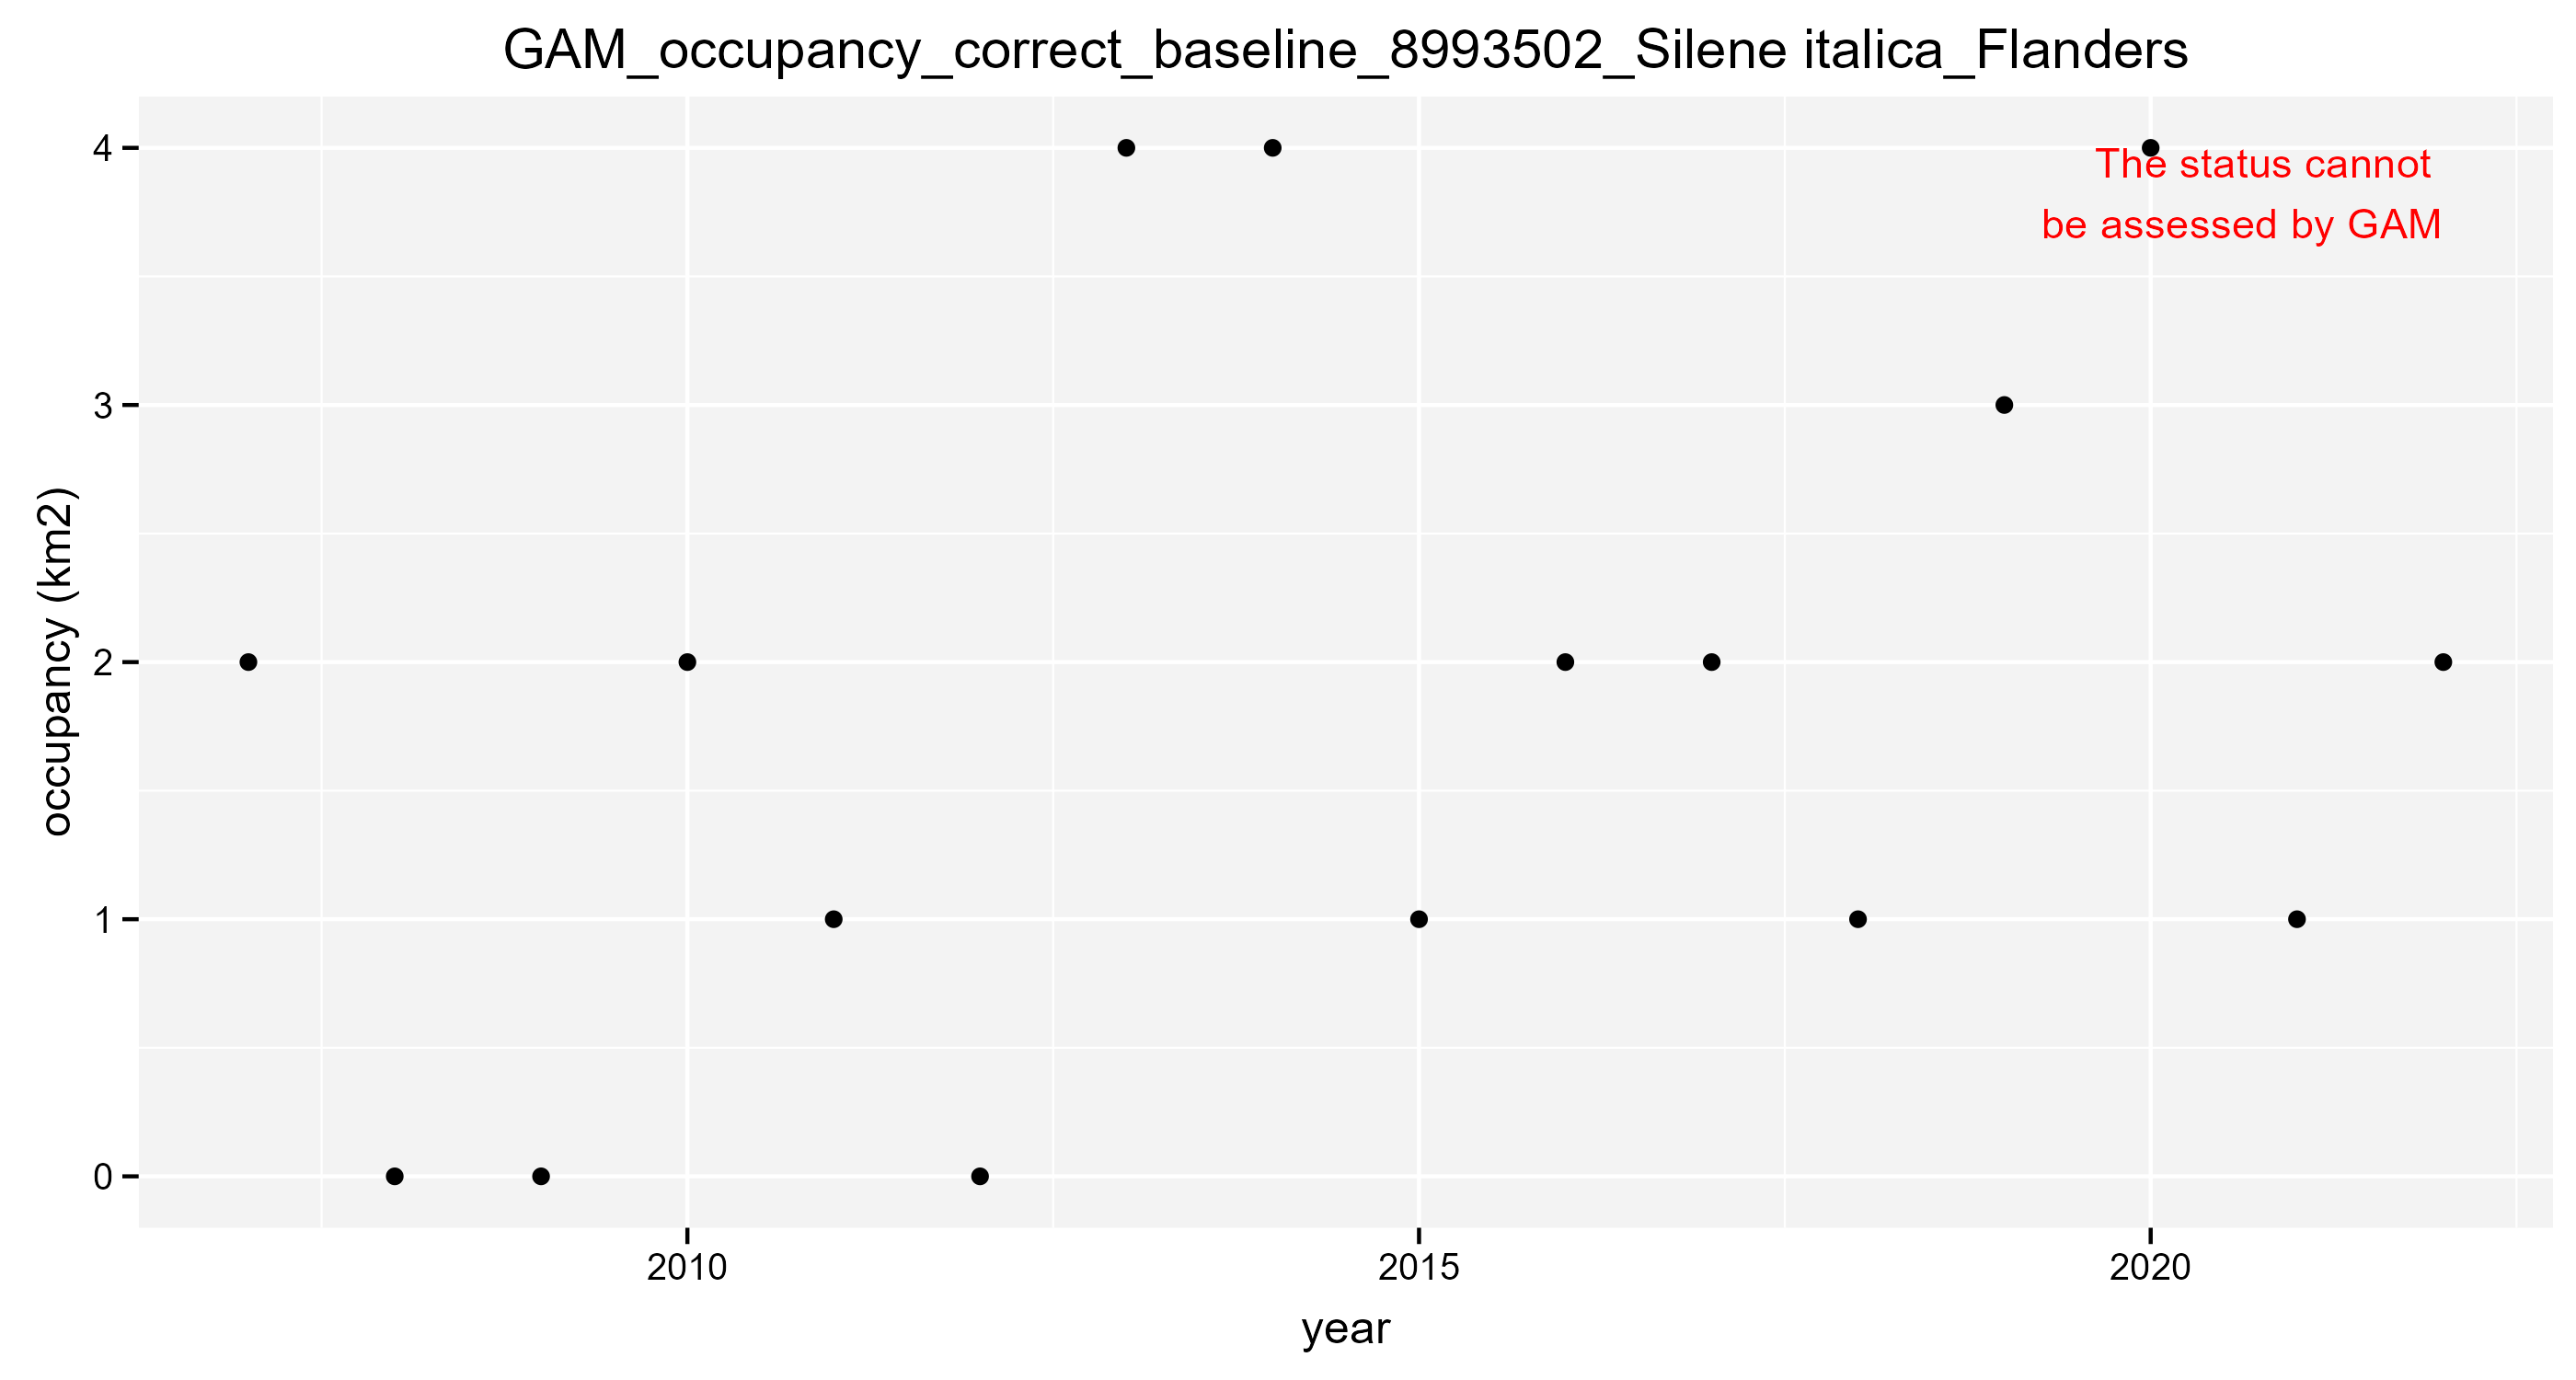 GAM_occupancy_correct_baseline_8993502_Silene italica_Flanders
4
The status cannot
be assessed by GAM
3
occupancy (km2)
2
1
0
2010
2015
2020
year